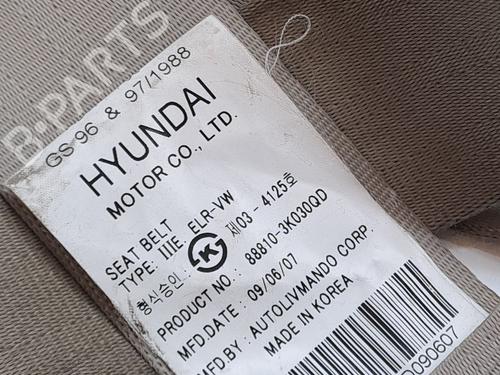 B-PARTS
GS 96 & 97/1988
HYUNDAI
MOTOR CO., LTD.
SEAT BELT
TYPE: IIIE ELR-VW
형식승인 : K 제03 - 4125호
PRODUCT NO.: 88810-3K030QD
MFD.DATE : 09/06/07
MFD.BY : AUTOLIVMANDO CORP.
MADE IN KOREA
090607